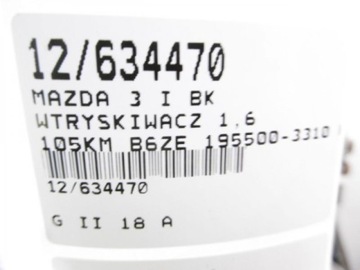 12/634470
MAZDA 3 I BK
WTRYSKIWACZ 1,6
105KM B6ZE 195500-3310
12/634470
G II 18 A